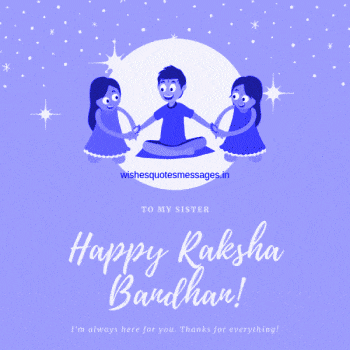 wishesquotesmessages.in
TO MY SISTER
Happy Raksha
Bandhan!
I'm always here for you. Thanks for everything!